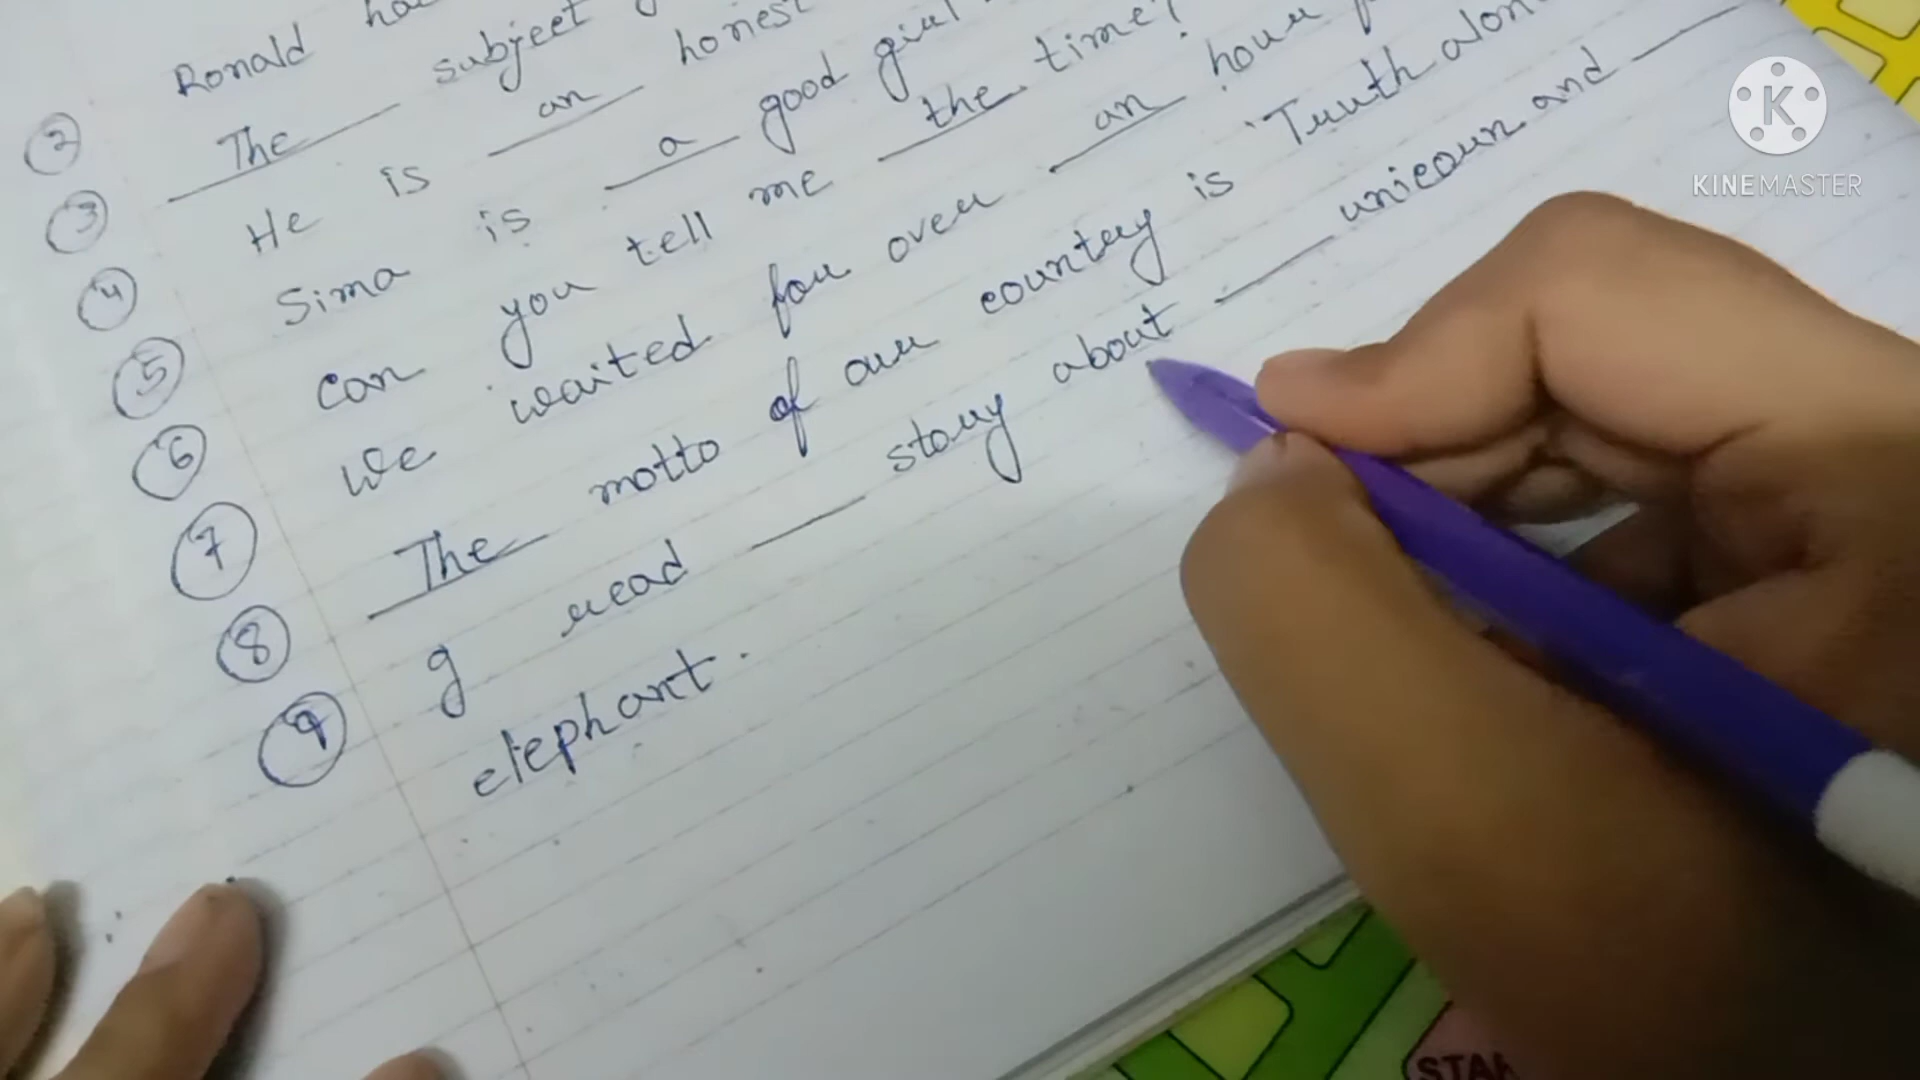 Ronald
② The subject
③ He is an honest
④ Sima is a good girl
⑤ can you tell me the time?
⑥ We waited for over an hour
⑦ The motto of our country is 'Truth alon
⑧ I read ___ story about ___ unicorn and ___
⑨ elephant.
KINEMASTER
START